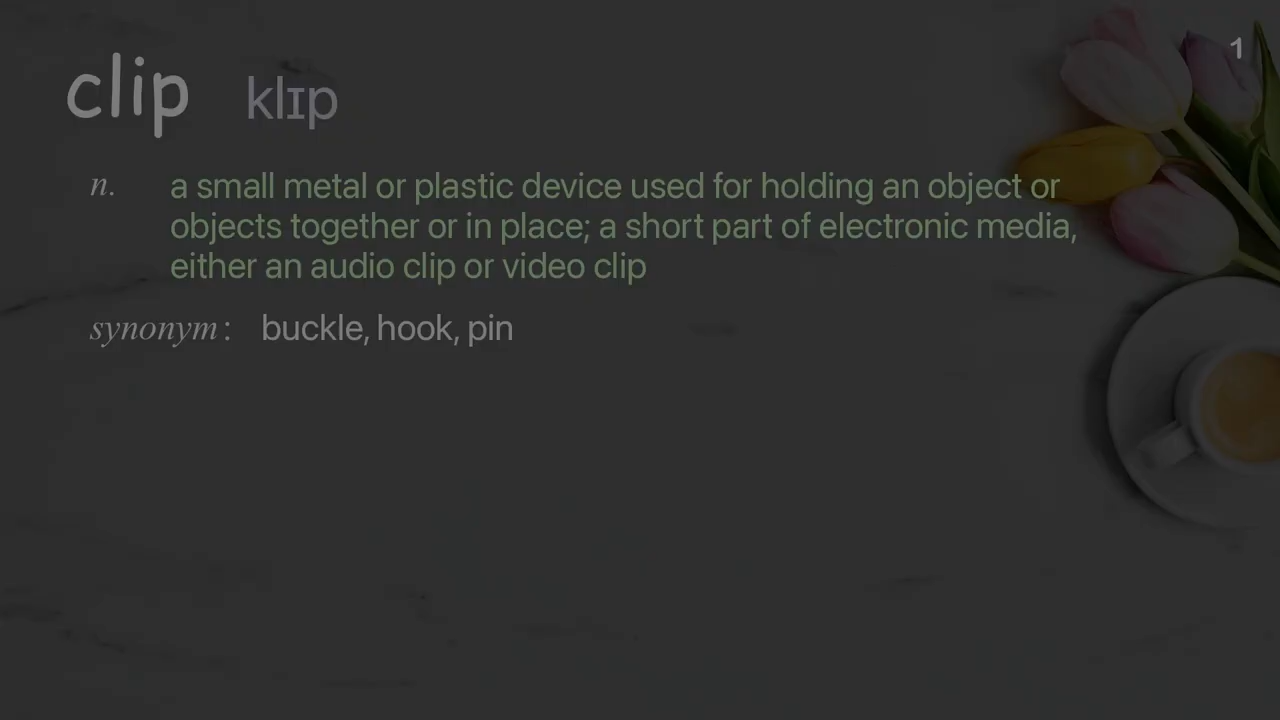 1
clip klɪp
n. a small metal or plastic device used for holding an object or
objects together or in place; a short part of electronic media,
either an audio clip or video clip
synonym: buckle, hook, pin